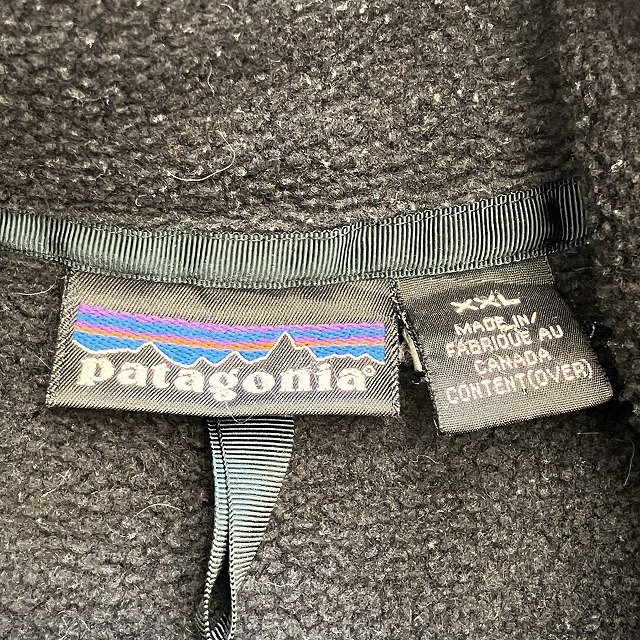 patagonia®
XXL
MADE IN/
FABRIQUE AU
CANADA
CONTENT(OVER)